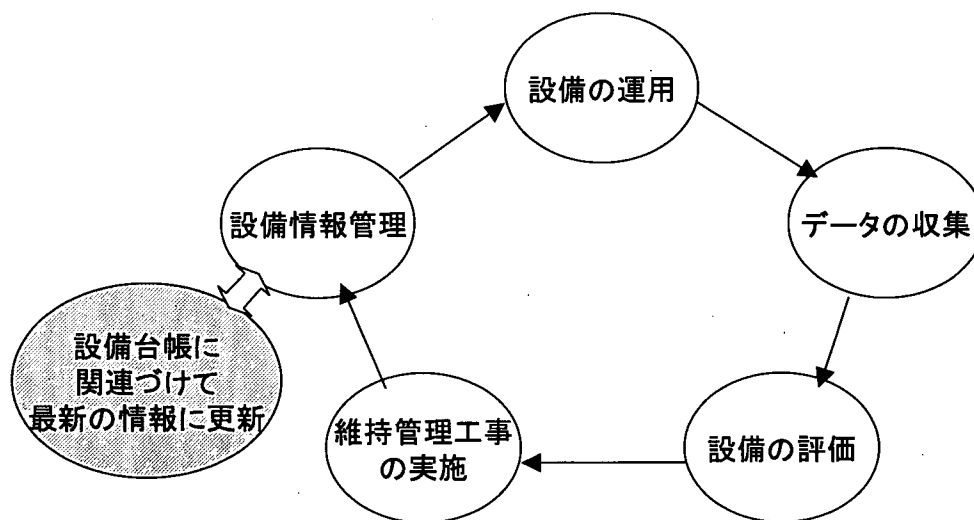 設備の運用
設備情報管理
データの収集
設備台帳に
関連づけて
最新の情報に更新
維持管理工事
の実施
設備の評価